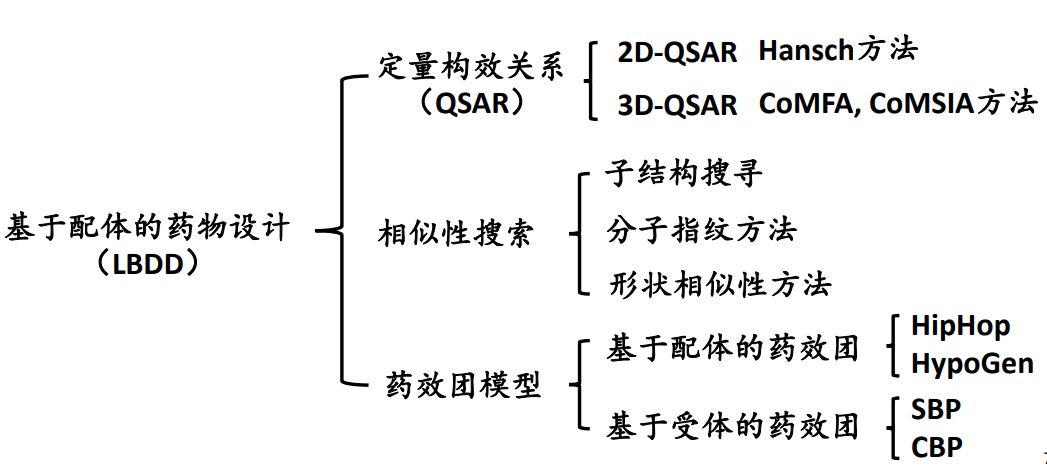 基于配体的药物设计
（LBDD）
定量构效关系
（QSAR）
2D-QSAR Hansch方法
3D-QSAR CoMFA, CoMSIA方法
相似性搜索
子结构搜寻
分子指纹方法
形状相似性方法
药效团模型
基于配体的药效团
HipHop
HypoGen
基于受体的药效团
SBP
CBP